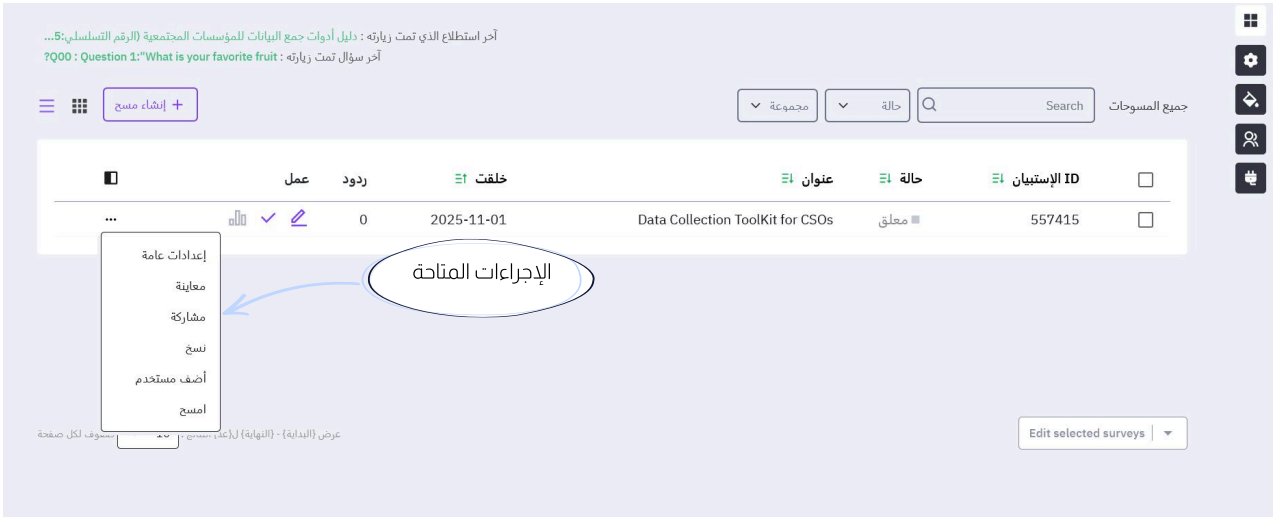 آخر استطلاع الذي تمت زيارته : دليل أدوات جمع البيانات للمؤسسات المجتمعية (الرقم التسلسلي:5...
آخر سؤال تمت زيارته : Q00 : Question 1:"What is your favorite fruit?
جميع المسوحات Search حالة مجموعة + إنشاء مسح
ID الإستبيان حالة عنوان خلقت ردود عمل
557415 معلق Data Collection ToolKit for CSOs 2025-11-01 0 ...
إعدادات عامة
الإجراءات المتاحة
معاينة
مشاركة
نسخ
أضف مستخدم
امسح
Edit selected surveys عرض {البداية} - {النهاية} ل لكل صفحة